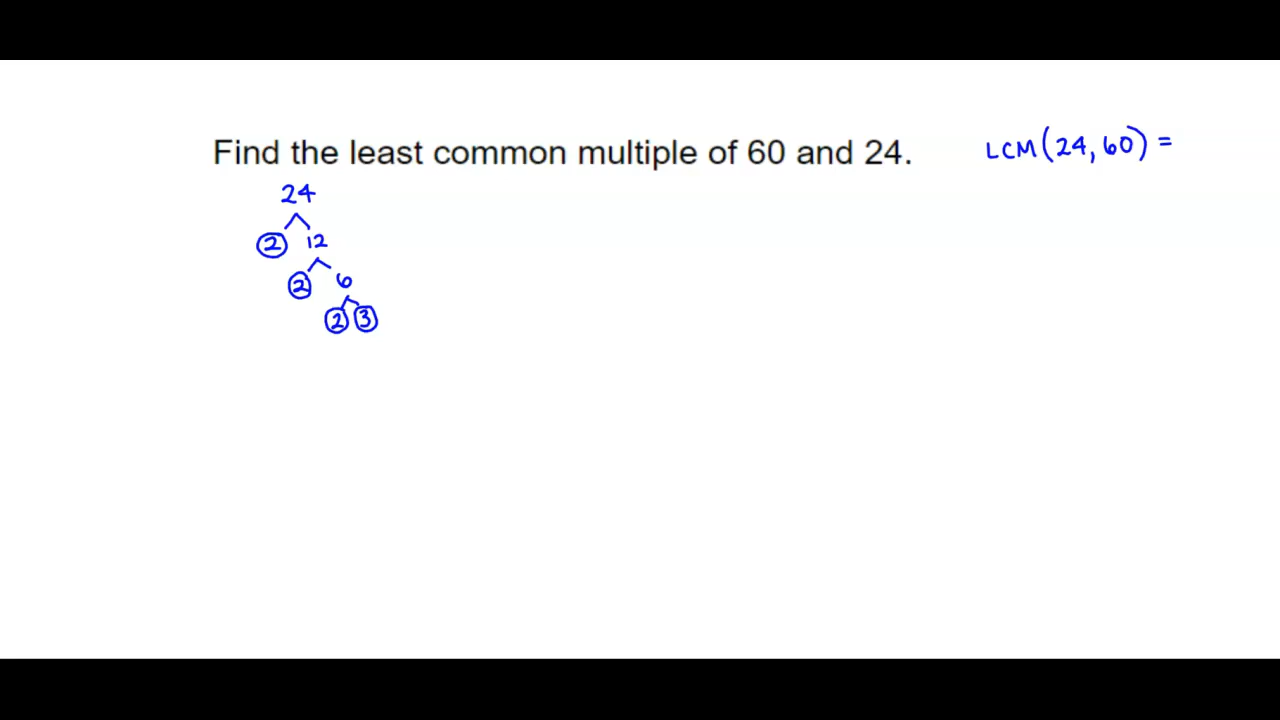 Find the least common multiple of 60 and 24. LCM(24, 60) =
24
2 12
2 6
2 3